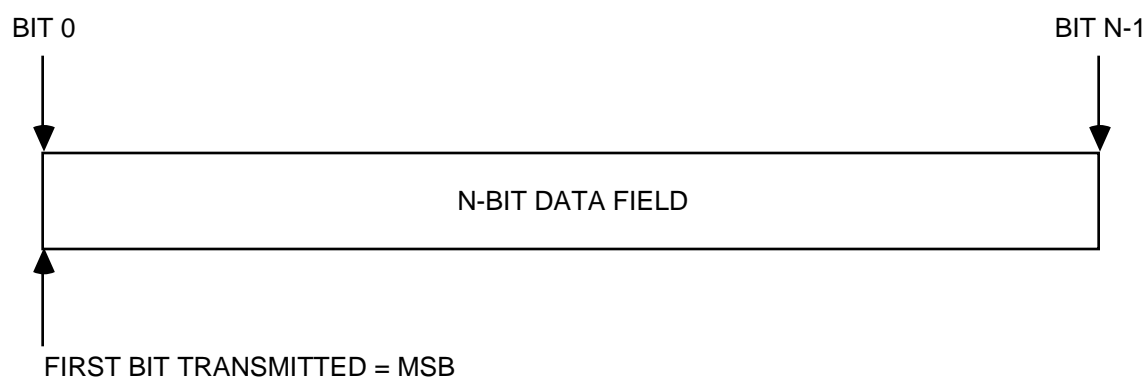 BIT 0
BIT N-1
N-BIT DATA FIELD
FIRST BIT TRANSMITTED = MSB